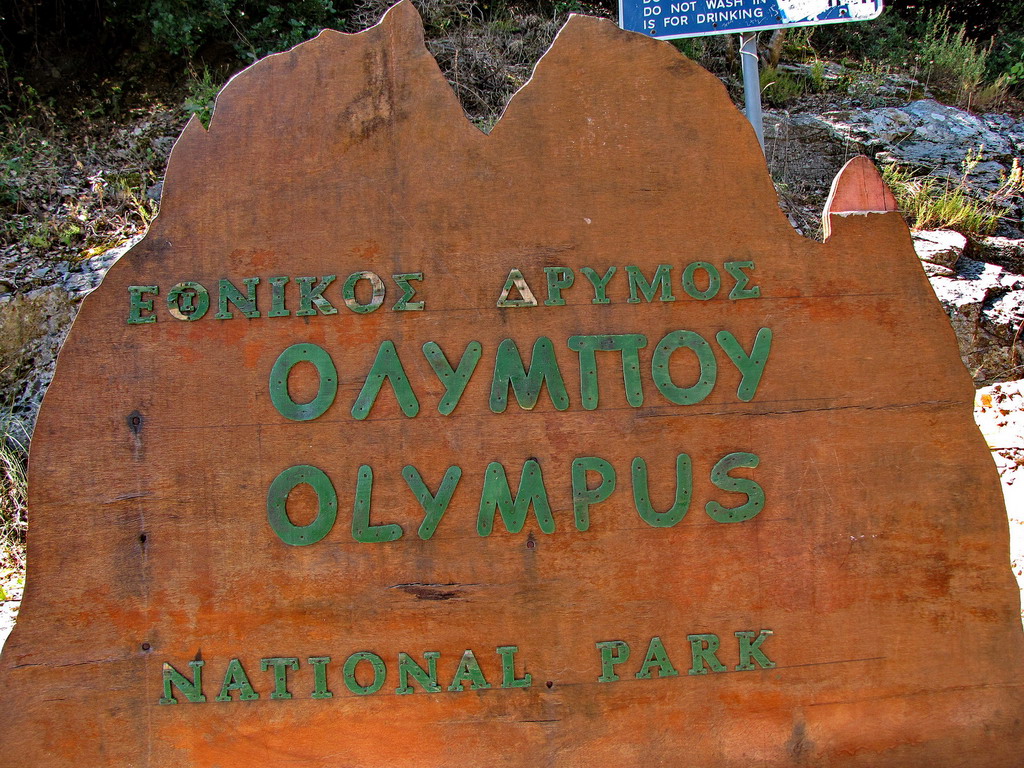 DO NOT WASH IN
IS FOR DRINKING
ΕΘΝΙΚΟΣ ΔΡΥΜΟΣ
ΟΛΥΜΠΟΥ
OLYMPUS
NATIONAL PARK